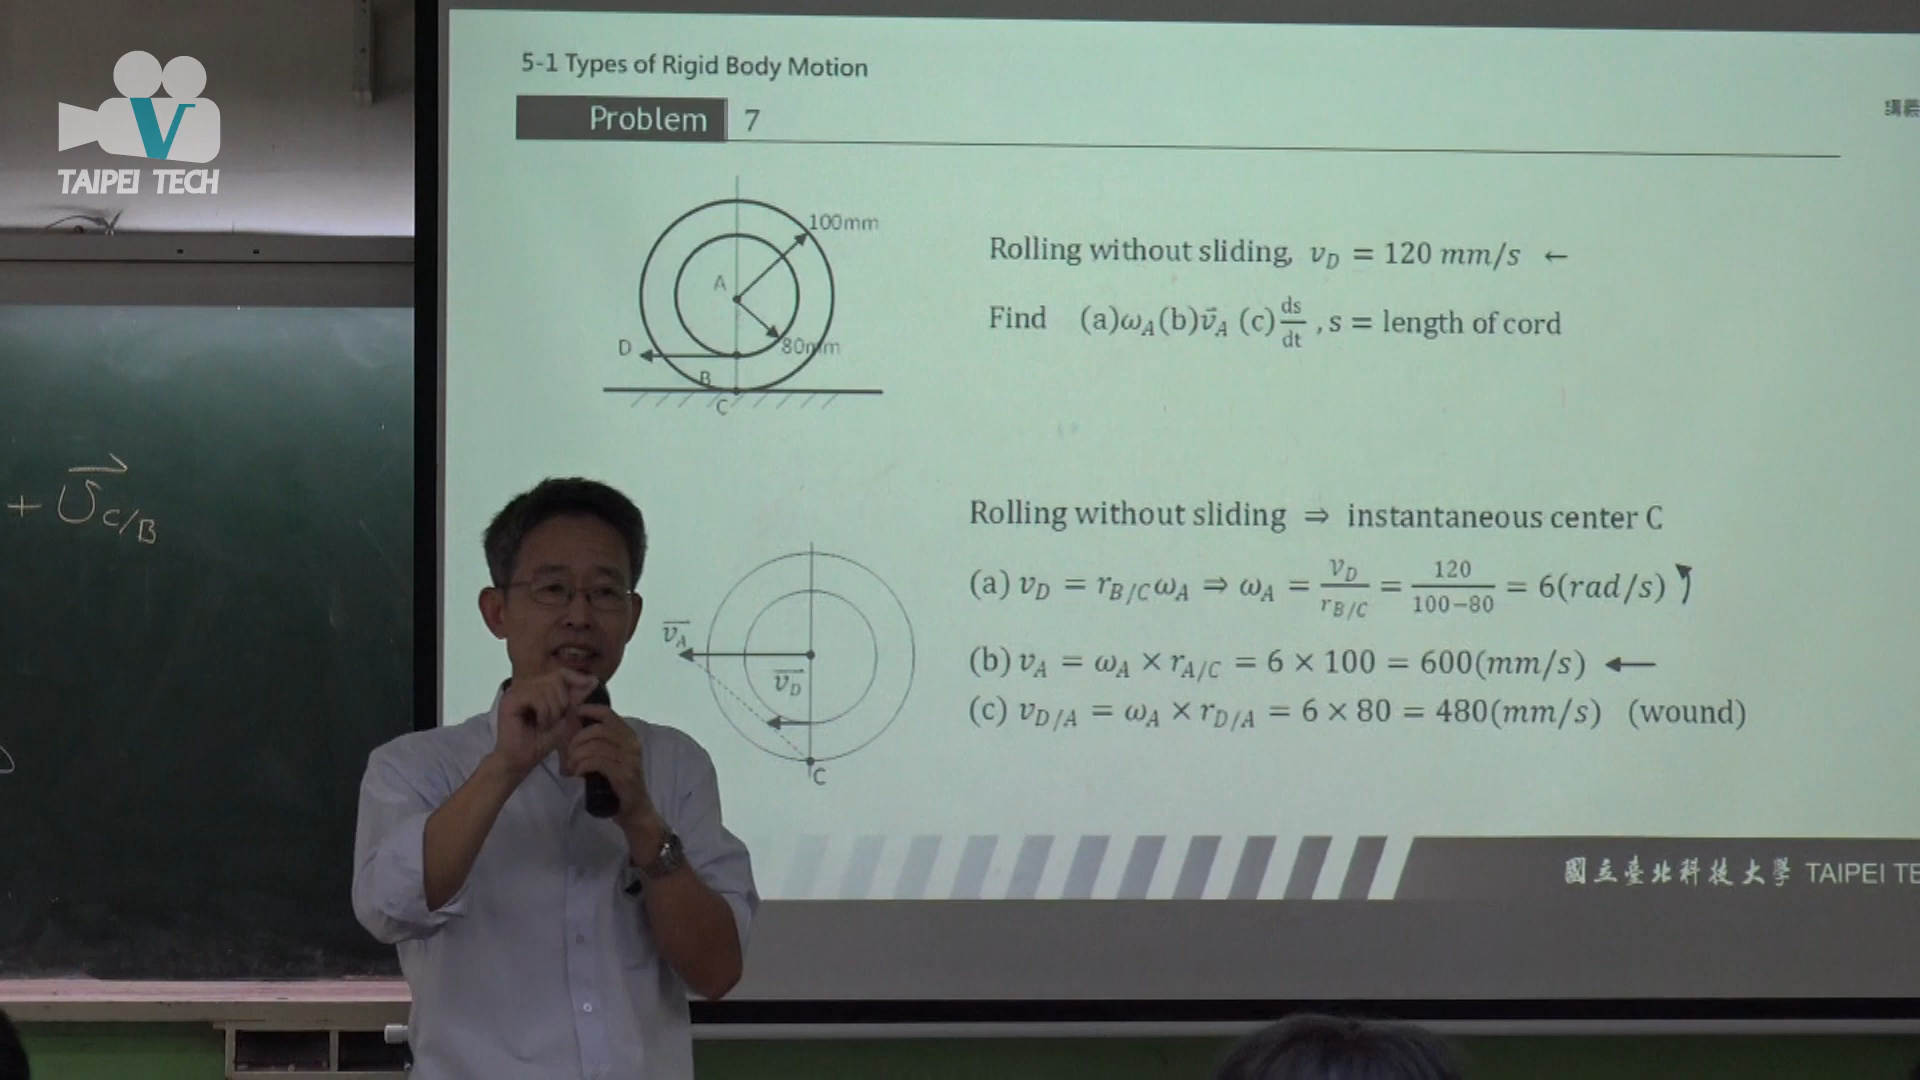 V
TAIPEI TECH
5-1 Types of Rigid Body Motion
Problem 7
講義
100mm
A
80mm
D
B
C
Rolling without sliding, v_D = 120 mm/s ←
Find (a)ω_A(b)v⃗_A (c)ds/dt , s = length of cord
+ v⃗_C/B
Rolling without sliding ⇒ instantaneous center C
(a) v_D = r_B/C ω_A ⇒ ω_A = v_D/r_B/C = 120/100−80 = 6(rad/s)
(b) v_A = ω_A × r_A/C = 6 × 100 = 600(mm/s) ←
(c) v_D/A = ω_A × r_D/A = 6 × 80 = 480(mm/s) (wound)
v⃗_A
v⃗_D
C
國立臺北科技大學 TAIPEI TE